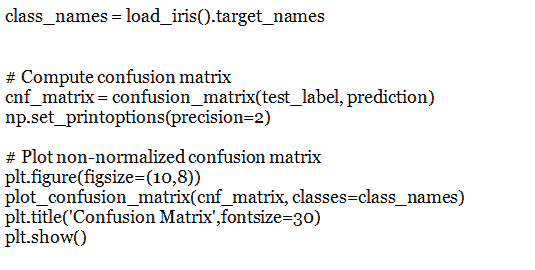 class_names = load_iris().target_names
# Compute confusion matrix
cnf_matrix = confusion_matrix(test_label, prediction)
np.set_printoptions(precision=2)
# Plot non-normalized confusion matrix
plt.figure(figsize=(10,8))
plot_confusion_matrix(cnf_matrix, classes=class_names)
plt.title('Confusion Matrix',fontsize=30)
plt.show()